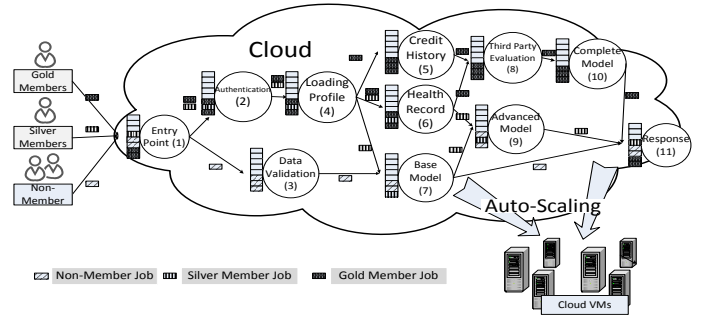 Cloud
Gold
Members
Silver
Members
Non-
Member
Entry
Point (1)
Authentication
(2)
Data
Validation
(3)
Loading
Profile
(4)
Credit
History
(5)
Health
Record
(6)
Base
Model
(7)
Third Party
Evaluation
(8)
Advanced
Model
(9)
Complete
Model
(10)
Response
(11)
Auto-Scaling
Cloud VMs
Non-Member Job
Silver Member Job
Gold Member Job